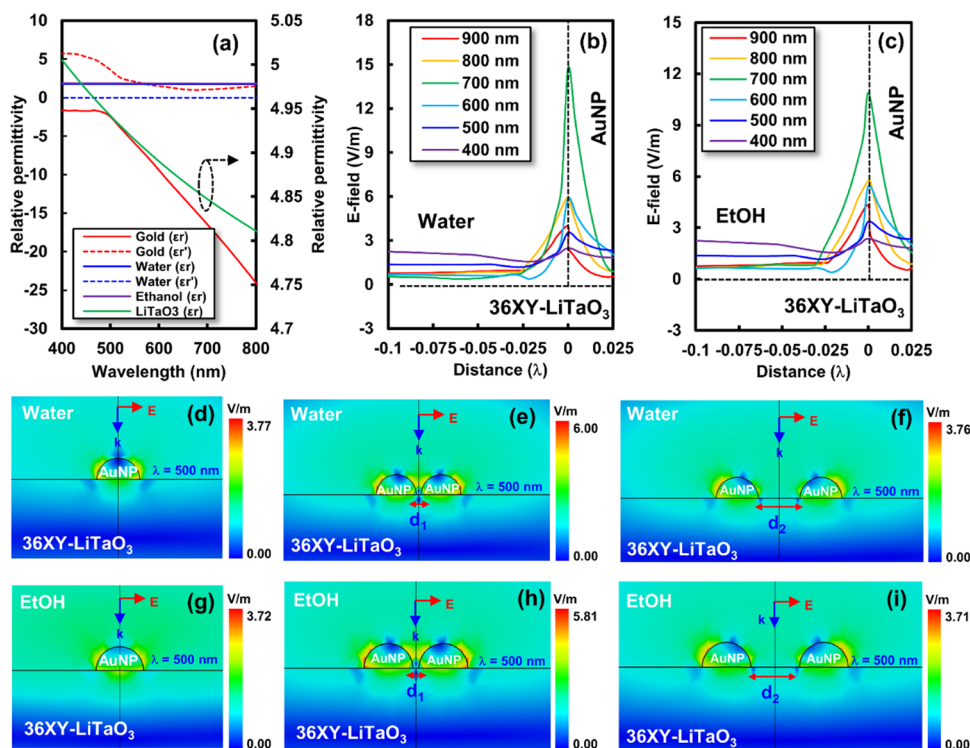 (a)
10
5
0
-5
-10
-15
-20
-25
-30
5.05
5
4.95
4.9
4.85
4.8
4.75
4.7
400 500 600 700 800
Relative permittivity
Relative permittivity
Wavelength (nm)
Gold (εr)
Gold (εr')
Water (εr)
Water (εr')
Ethanol (εr)
LiTaO3 (εr)
(b)
18
15
12
9
6
3
0
-3
E-field (V/m)
900 nm
800 nm
700 nm
600 nm
500 nm
400 nm
AuNP
Water
36XY-LiTaO3
-0.1 -0.075 -0.05 -0.025 0 0.025
Distance (λ)
(c)
15
12
9
6
3
0
-3
E-field (V/m)
900 nm
800 nm
700 nm
600 nm
500 nm
400 nm
AuNP
EtOH
36XY-LiTaO3
-0.1 -0.075 -0.05 -0.025 0 0.025
Distance (λ)
Water
(d)
E
k
AuNP
λ = 500 nm
36XY-LiTaO3
V/m
3.77
0.00
Water
(e)
E
k
AuNP AuNP
λ = 500 nm
d1
36XY-LiTaO3
V/m
6.00
0.00
Water
(f)
E
k
AuNP AuNP
λ = 500 nm
d2
36XY-LiTaO3
V/m
3.76
0.00
EtOH
(g)
E
k
AuNP
λ = 500 nm
36XY-LiTaO3
V/m
3.72
0.00
EtOH
(h)
E
k
AuNP AuNP
λ = 500 nm
d1
36XY-LiTaO3
V/m
5.81
0.00
EtOH
(i)
E
k
AuNP AuNP
λ = 500 nm
d2
36XY-LiTaO3
V/m
3.71
0.00